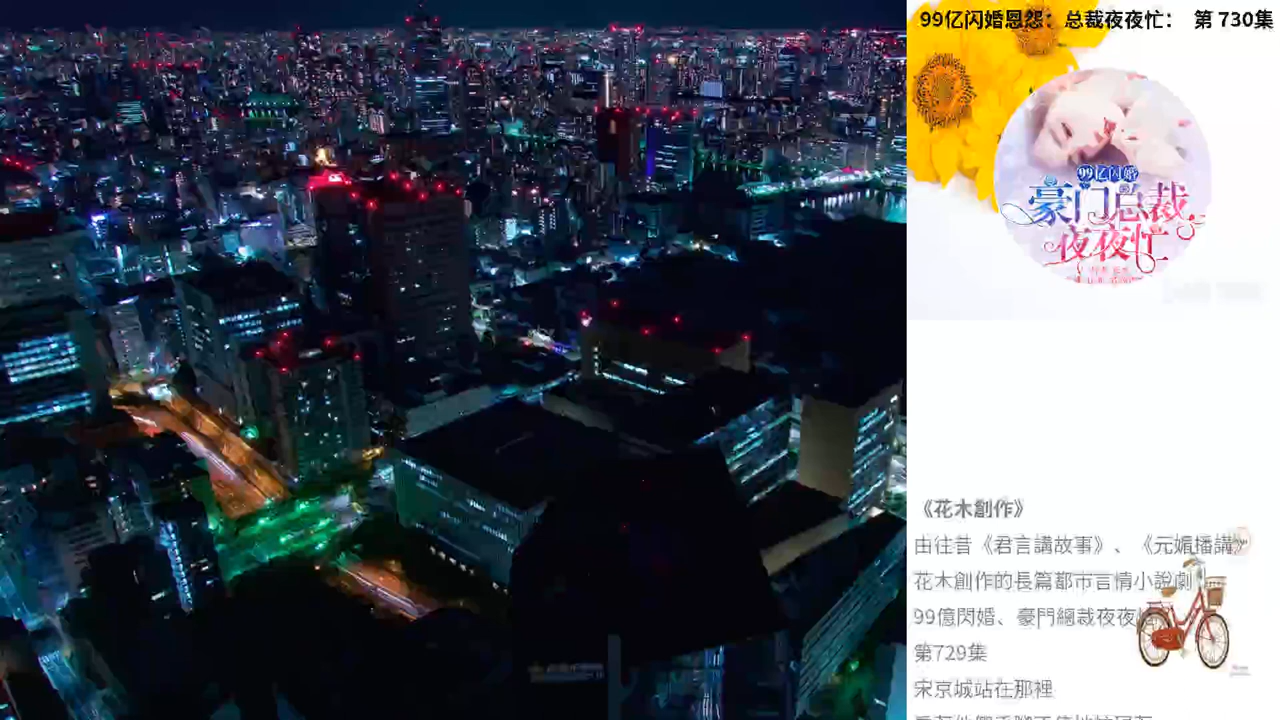 99亿闪婚恩怨：总裁夜夜忙： 第 730集
99亿闪婚
豪门总裁
夜夜忙
《花木創作》
由往昔《君言講故事》、《元媚播講》
花木創作的長篇都市言情小說劇
99億閃婚、豪門總裁夜夜忙
第729集
宋京城站在那裡